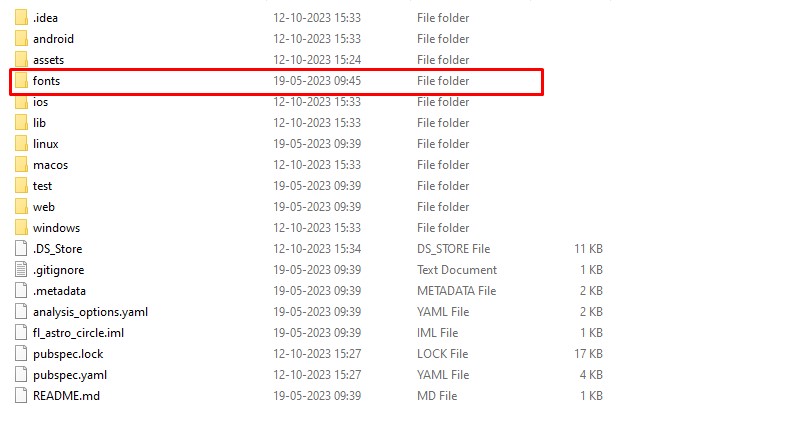 .idea 12-10-2023 15:33 File folder
android 12-10-2023 15:33 File folder
assets 12-10-2023 15:24 File folder
fonts 19-05-2023 09:45 File folder
ios 12-10-2023 15:33 File folder
lib 12-10-2023 15:33 File folder
linux 19-05-2023 09:39 File folder
macos 12-10-2023 15:33 File folder
test 19-05-2023 09:39 File folder
web 19-05-2023 09:39 File folder
windows 12-10-2023 15:33 File folder
.DS_Store 12-10-2023 15:34 DS_STORE File 11 KB
.gitignore 19-05-2023 09:39 Text Document 1 KB
.metadata 19-05-2023 09:39 METADATA File 2 KB
analysis_options.yaml 19-05-2023 09:39 YAML File 2 KB
fl_astro_circle.iml 19-05-2023 09:39 IML File 1 KB
pubspec.lock 12-10-2023 15:27 LOCK File 17 KB
pubspec.yaml 12-10-2023 15:27 YAML File 4 KB
README.md 19-05-2023 09:39 MD File 1 KB